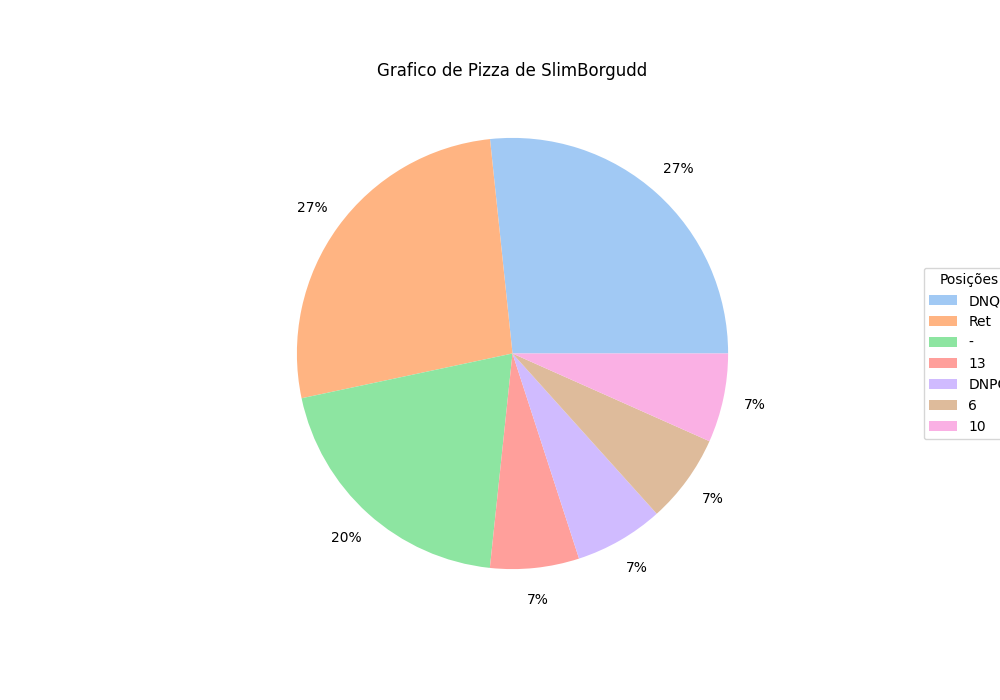 Grafico de Pizza de SlimBorgudd
27%
27%
20%
7%
7%
7%
7%
Posições
DNQ
Ret
-
13
6
10